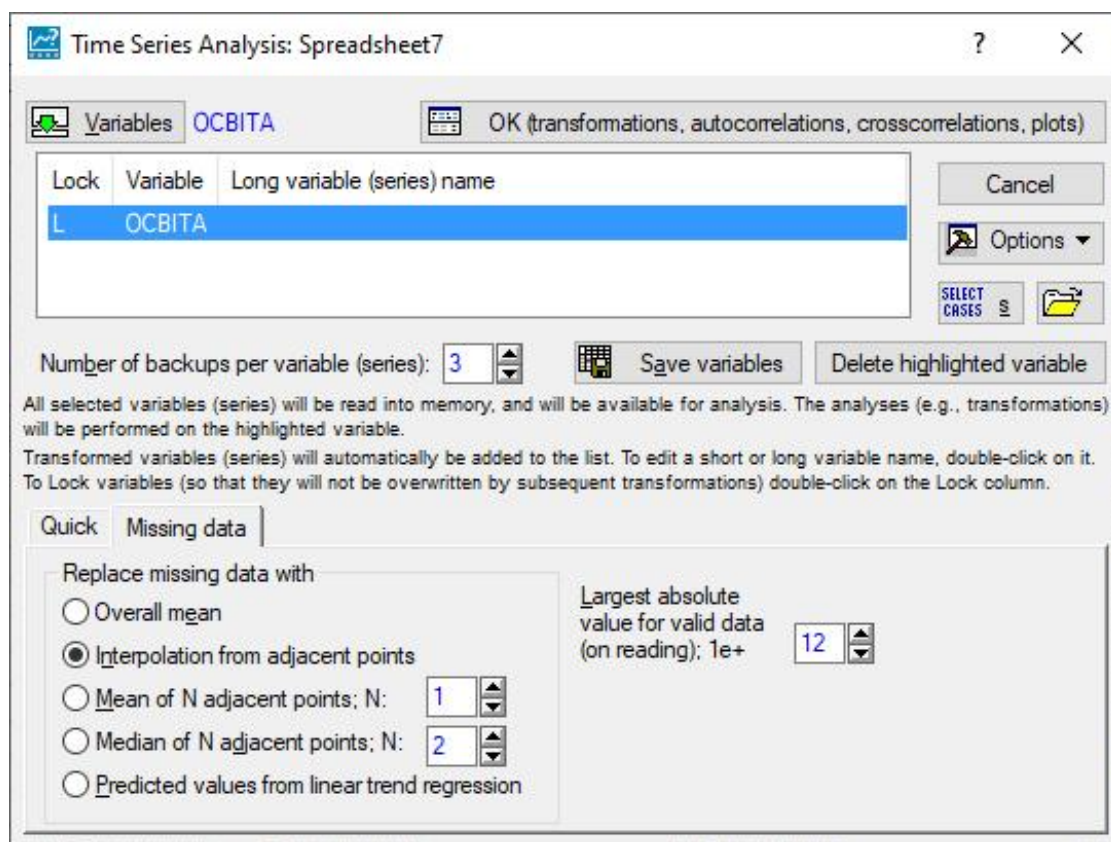 Time Series Analysis: Spreadsheet7 ? X
Variables OCBITA OK (transformations, autocorrelations, crosscorrelations, plots)
Lock Variable Long variable (series) name
L OCBITA
Cancel
Options
SELECT CASES S
Number of backups per variable (series): 3 Save variables Delete highlighted variable
All selected variables (series) will be read into memory, and will be available for analysis. The analyses (e.g., transformations)
will be performed on the highlighted variable.
Transformed variables (series) will automatically be added to the list. To edit a short or long variable name, double-click on it.
To Lock variables (so that they will not be overwritten by subsequent transformations) double-click on the Lock column.
Quick Missing data
Replace missing data with
Overall mean
Interpolation from adjacent points
Mean of N adjacent points; N: 1
Median of N adjacent points; N: 2
Predicted values from linear trend regression
Largest absolute
value for valid data
(on reading); 1e+ 12